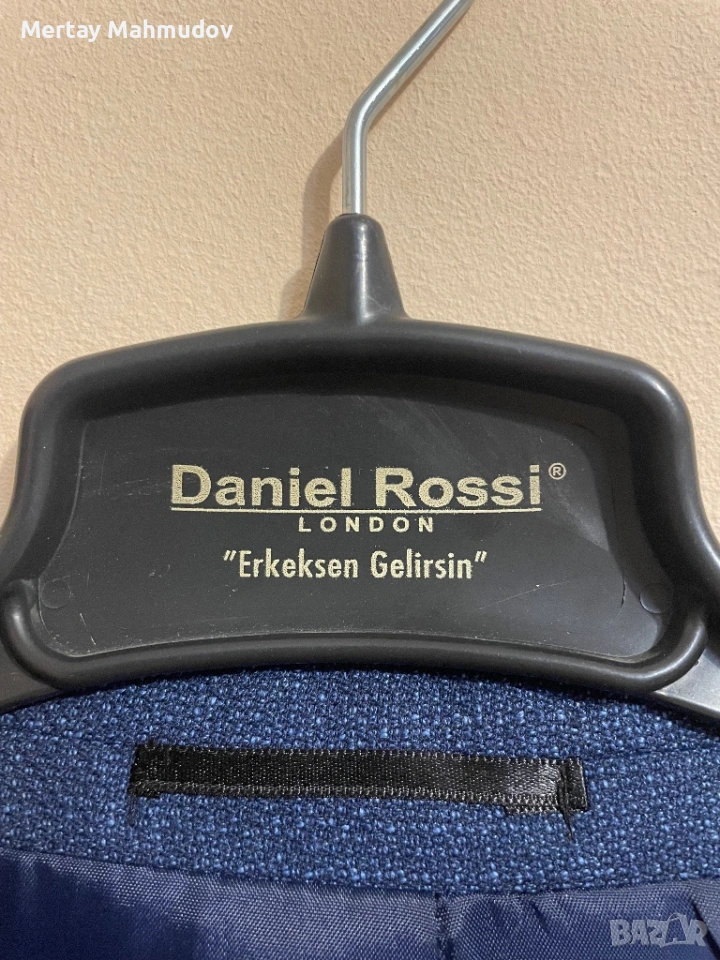 Mertay Mahmudov
Daniel Rossi®
LONDON
"Erkeksen Gelirsin"
BAZAR